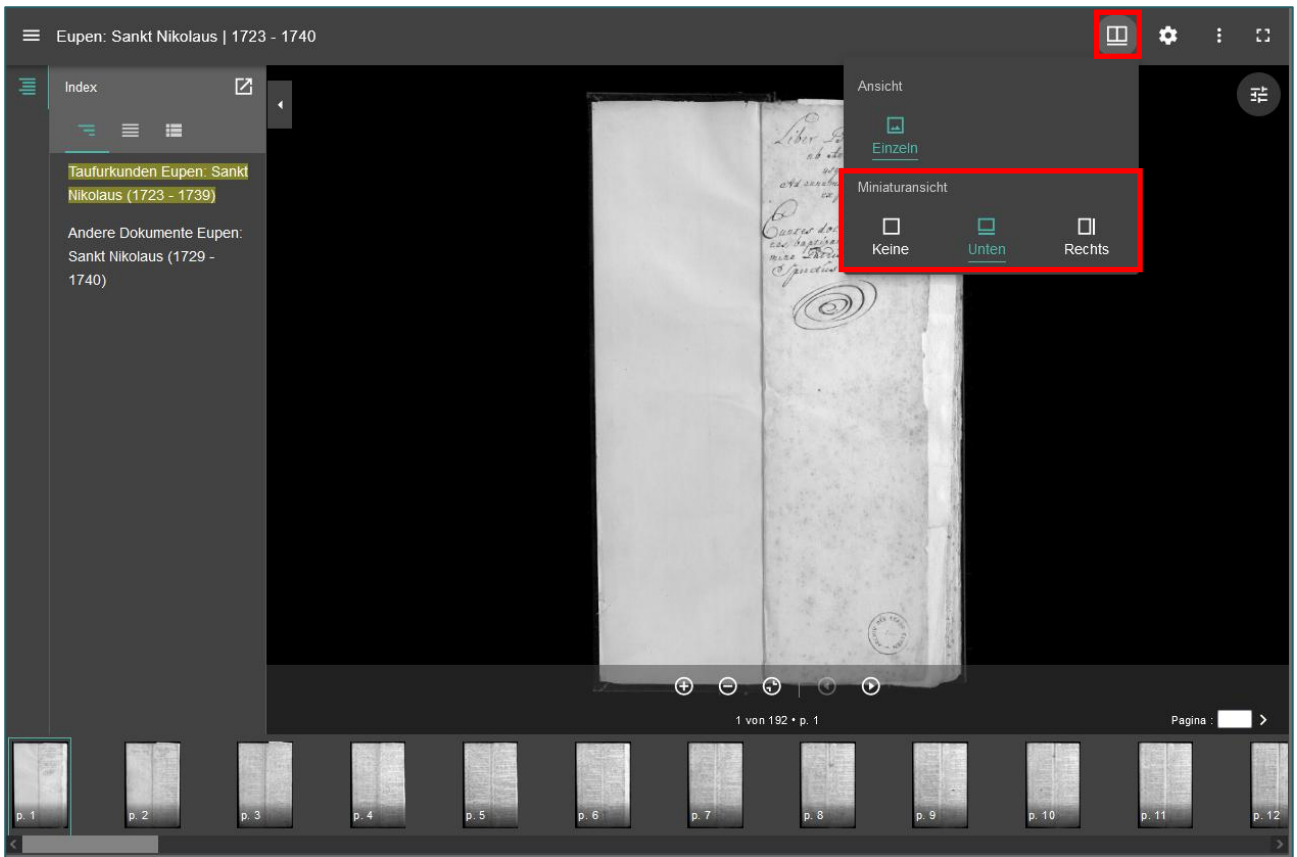 Eupen: Sankt Nikolaus | 1723 - 1740
Index
Taufurkunden Eupen: Sankt
Nikolaus (1723 - 1739)
Andere Dokumente Eupen:
Sankt Nikolaus (1729 -
1740)
Ansicht
Einzeln
Miniaturansicht
Keine
Unten
Rechts
Liber
1 von 192 • p. 1
Pagina :
p. 1
p. 2
p. 3
p. 4
p. 5
p. 6
p. 7
p. 8
p. 9
p. 10
p. 11
p. 12